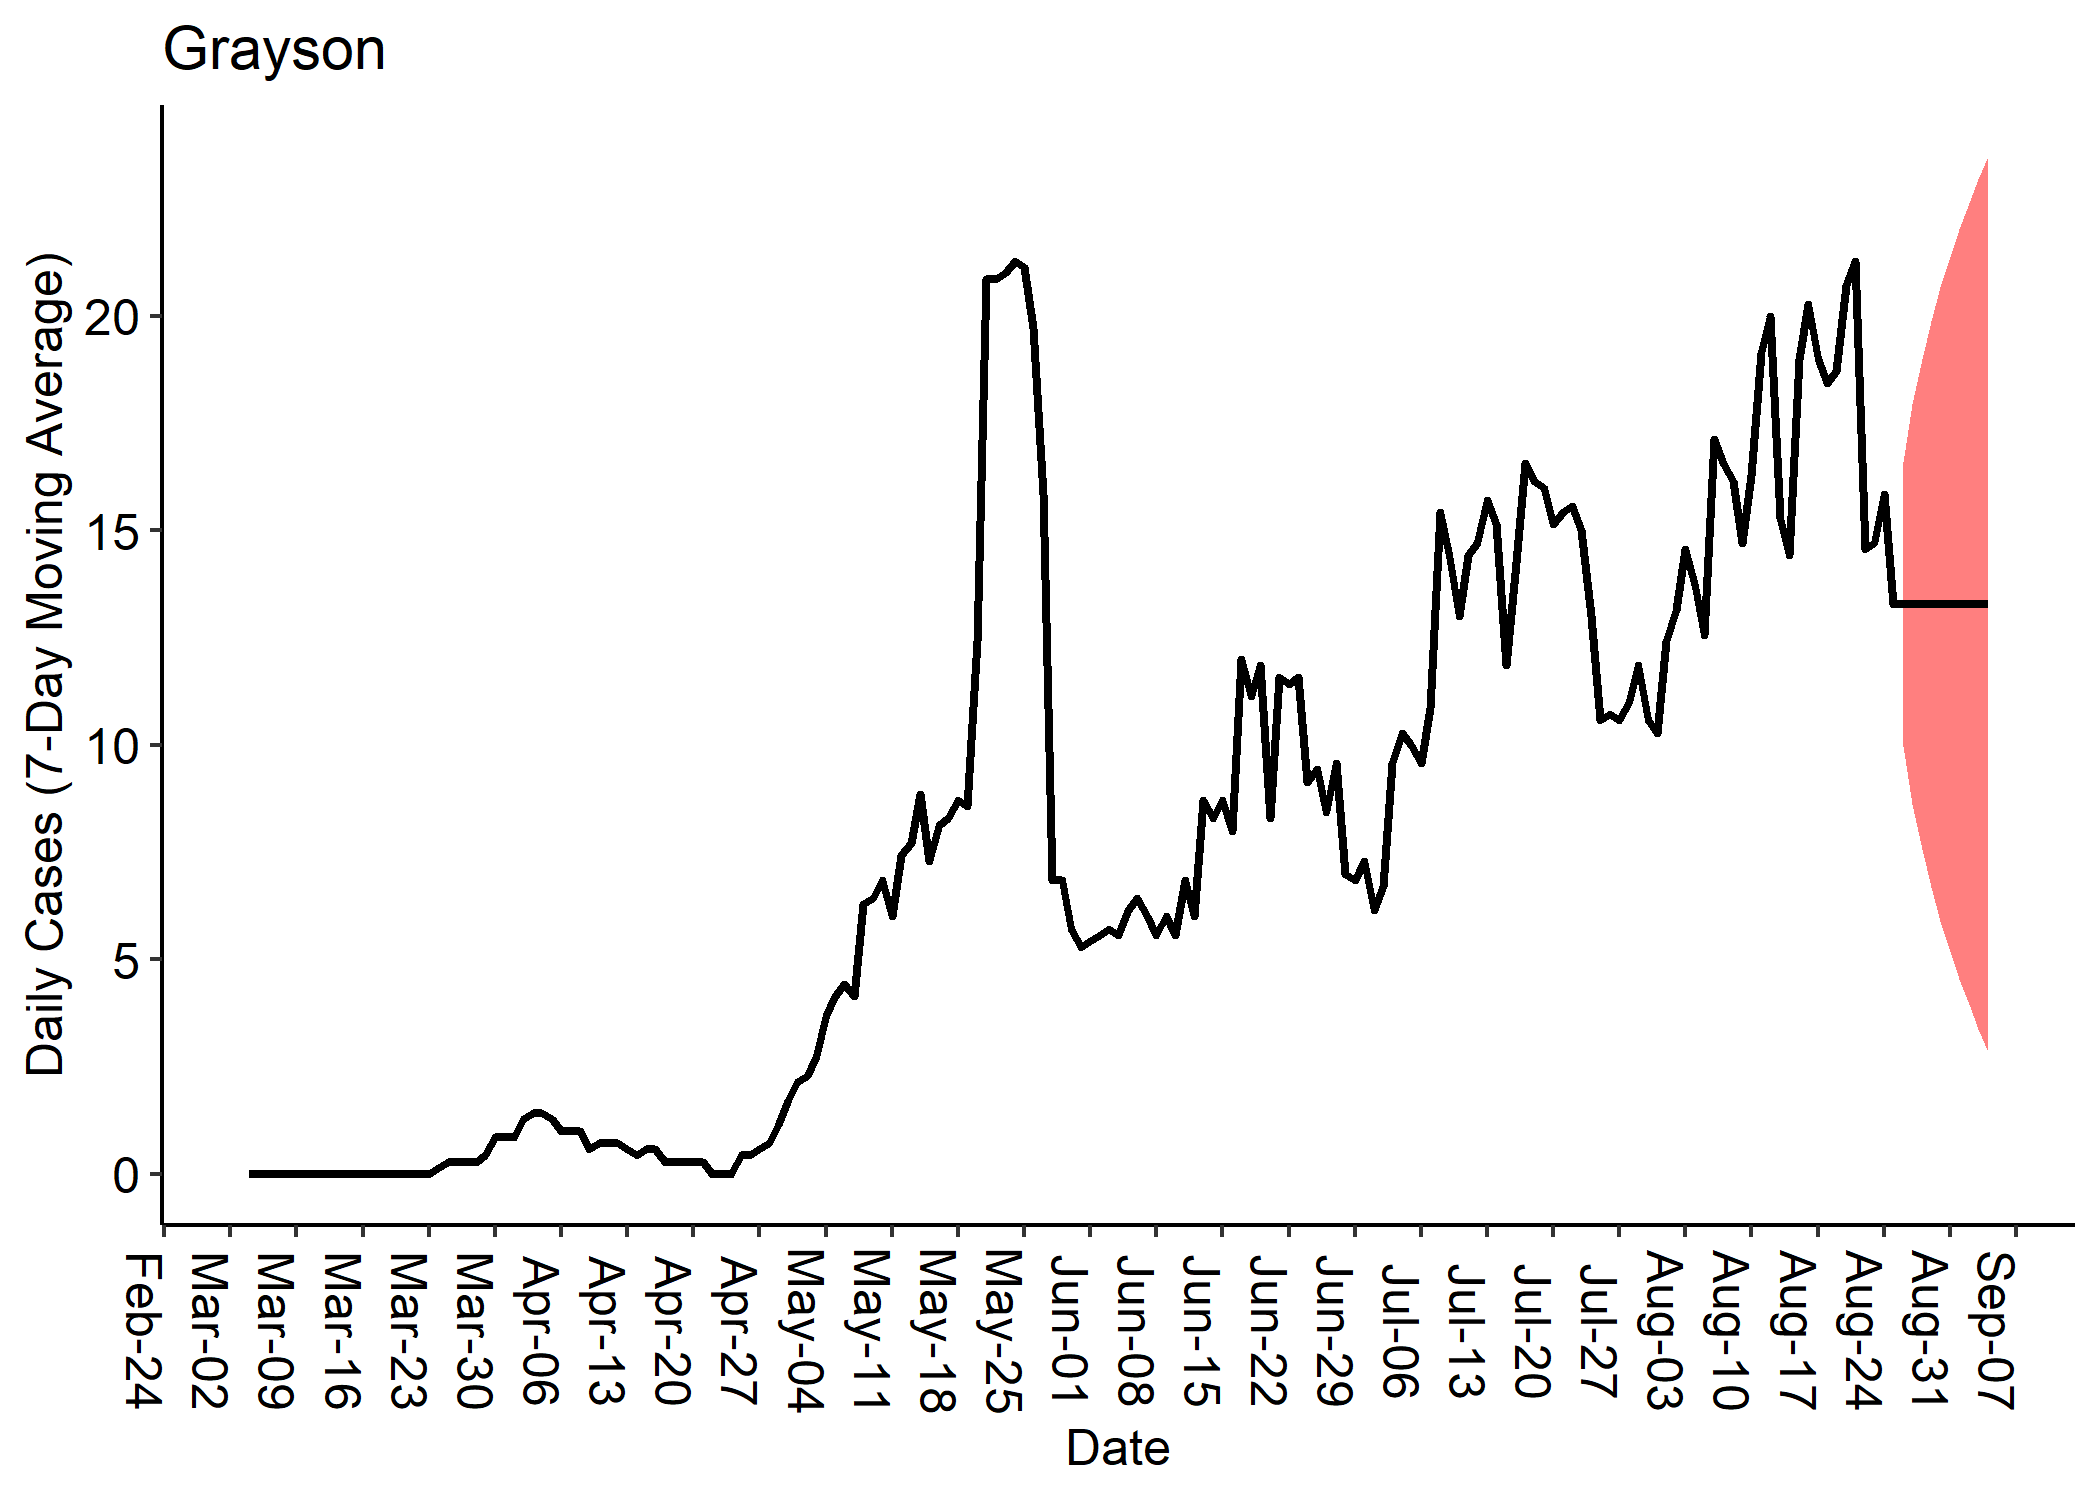 Grayson
Daily Cases (7-Day Moving Average)
20
15
10
5
0
Feb-24
Mar-02
Mar-09
Mar-16
Mar-23
Mar-30
Apr-06
Apr-13
Apr-20
Apr-27
May-04
May-11
May-18
May-25
Jun-01
Jun-08
Jun-15
Jun-22
Jun-29
Jul-06
Jul-13
Jul-20
Jul-27
Aug-03
Aug-10
Aug-17
Aug-24
Aug-31
Sep-07
Date